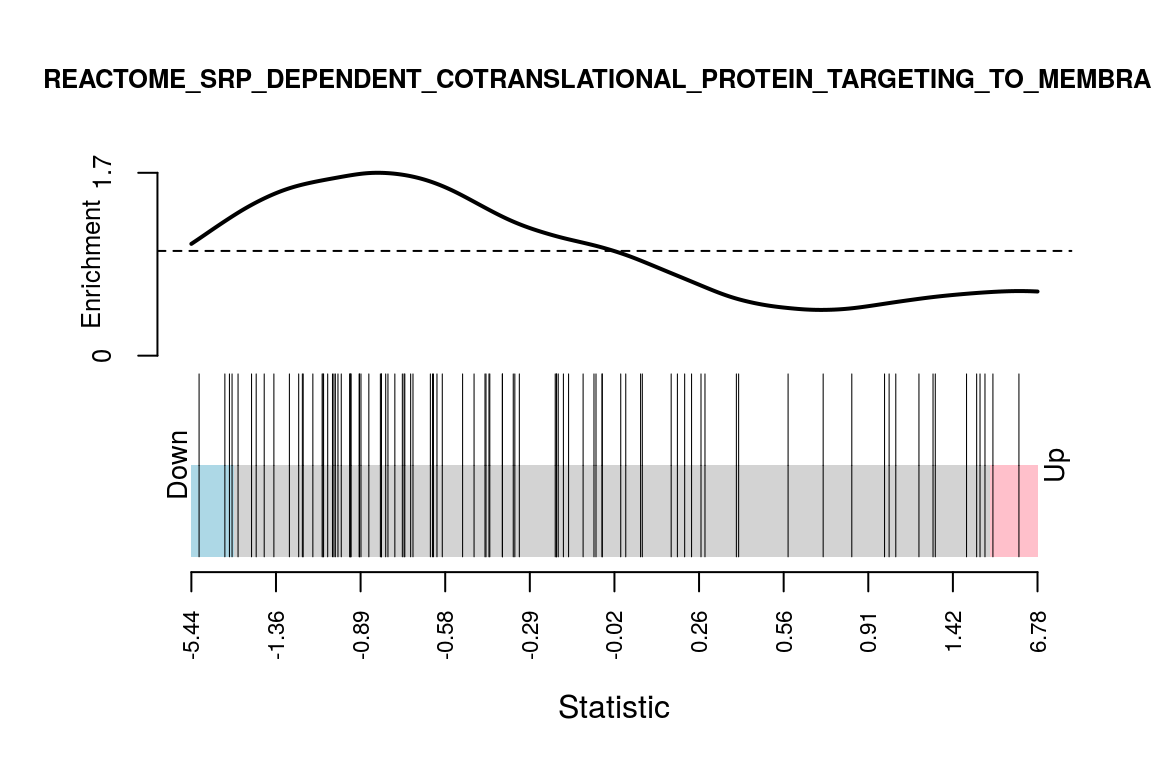 REACTOME_SRP_DEPENDENT_COTRANSLATIONAL_PROTEIN_TARGETING_TO_MEMBRA
Enrichment
1.7
0
Down
Up
-5.44
-1.36
-0.89
-0.58
-0.29
-0.02
0.26
0.56
0.91
1.42
6.78
Statistic